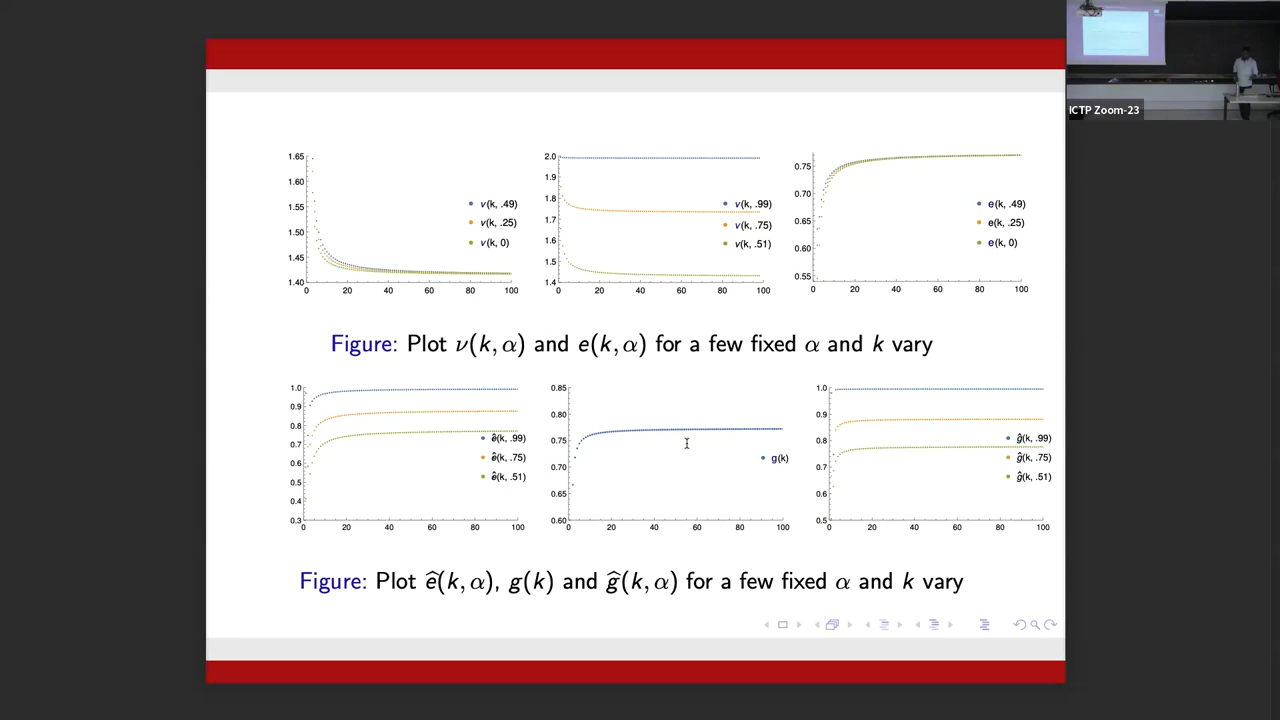 ICTP Zoom-23
1.65
1.60
1.55
1.50
1.45
1.40
0 20 40 60 80 100
v(k, .49)
v(k, .25)
v(k, 0)
2.0
1.9
1.8
1.7
1.6
1.5
1.4
0 20 40 60 80 100
v(k, .99)
v(k, .75)
v(k, .51)
0.75
0.70
0.65
0.60
0.55
0 20 40 60 80 100
e(k, .49)
e(k, .25)
e(k, 0)
Figure: Plot ν(k, α) and e(k, α) for a few fixed α and k vary
1.0
0.9
0.8
0.7
0.6
0.5
0.4
0.3
0 20 40 60 80 100
ê(k, .99)
ê(k, .75)
ê(k, .51)
0.85
0.80
0.75
0.70
0.65
0.60
0 20 40 60 80 100
g(k)
1.0
0.9
0.8
0.7
0.6
0.5
0 20 40 60 80 100
ĝ(k, .99)
ĝ(k, .75)
ĝ(k, .51)
Figure: Plot ê(k, α), g(k) and ĝ(k, α) for a few fixed α and k vary